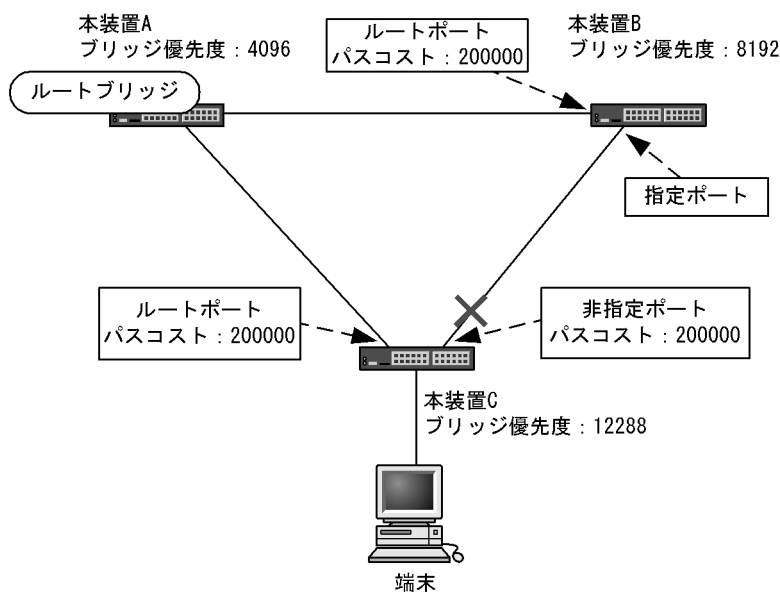 本装置A
ブリッジ優先度：4096
ルートブリッジ
ルートポート
パスコスト：200000
本装置B
ブリッジ優先度：8192
指定ポート
ルートポート
パスコスト：200000
非指定ポート
パスコスト：200000
本装置C
ブリッジ優先度：12288
端末